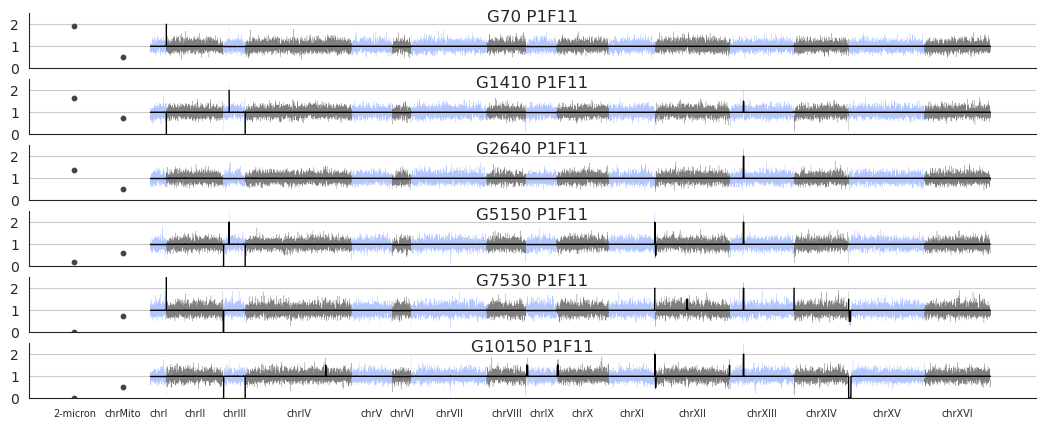 G70 P1F11
2
1
0
G1410 P1F11
2
1
0
G2640 P1F11
2
1
0
G5150 P1F11
2
1
0
G7530 P1F11
2
1
0
G10150 P1F11
2
1
0
2-micron chrMito chrI chrII chrIII chrIV chrV chrVI chrVII chrVIII chrIX chrX chrXI chrXII chrXIII chrXIV chrXV chrXVI